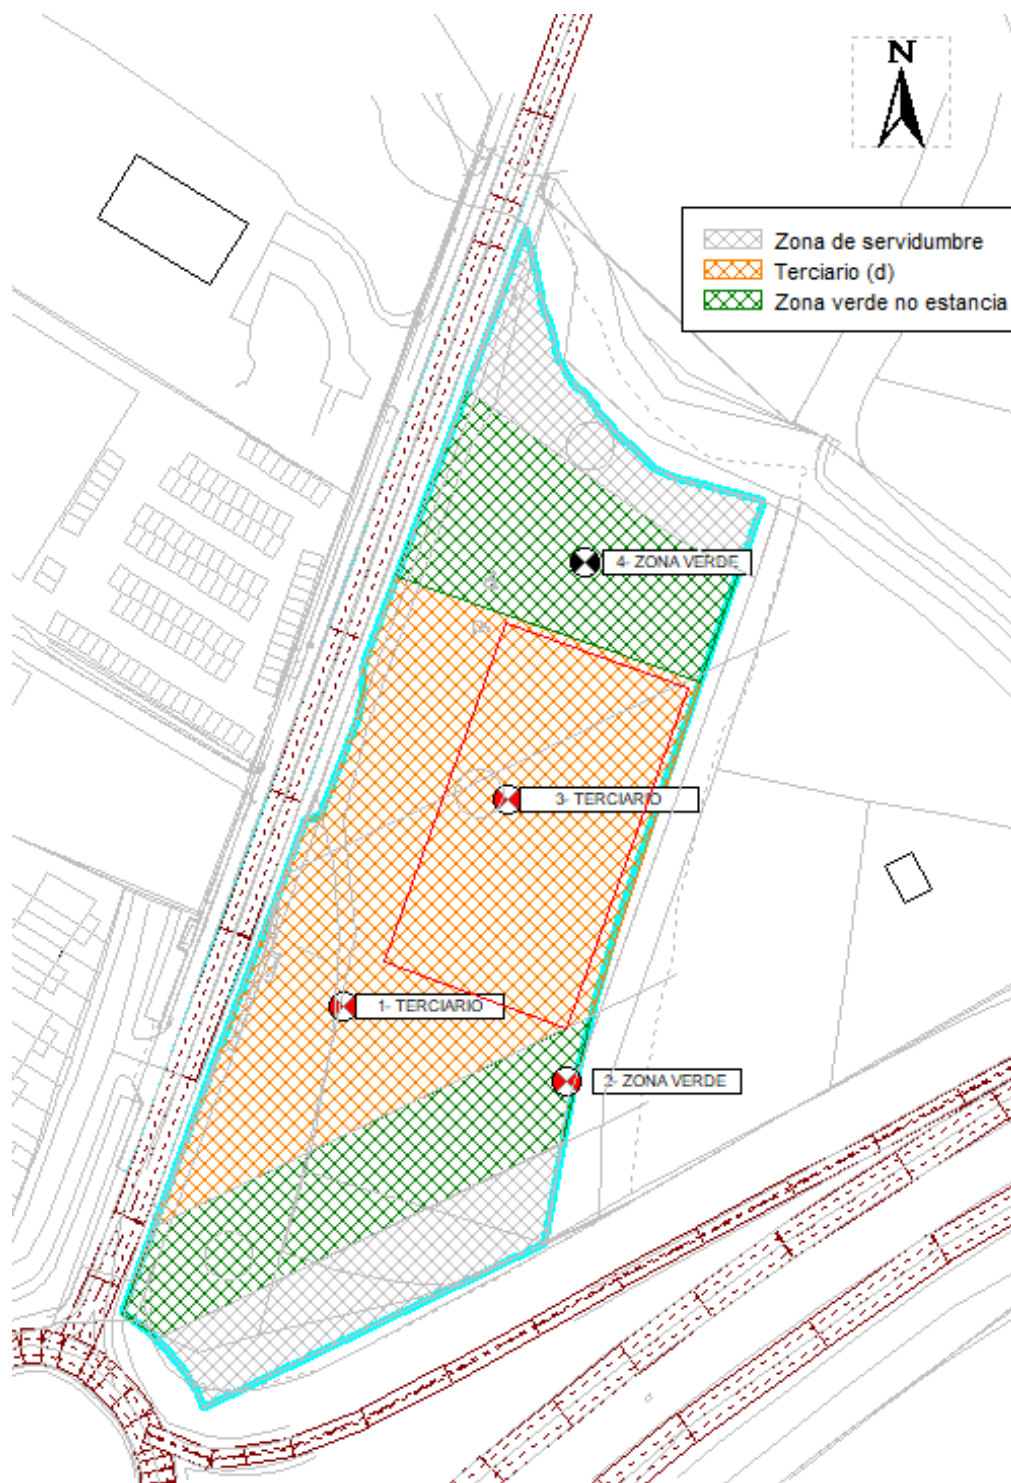 N
Zona de servidumbre
Terciario (d)
Zona verde no estancia
4- ZONA VERDE
3- TERCIARIO
1- TERCIARIO
2- ZONA VERDE